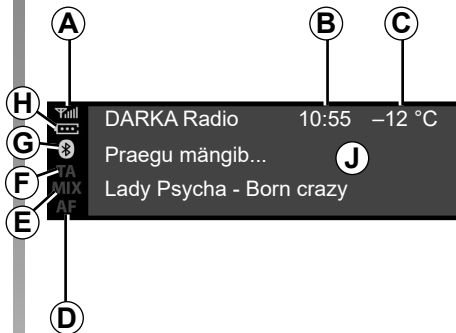 A B C
H
G
F
E
D
DARKA Radio 10:55 –12 °C
Praegu mängib... J
Lady Psycha - Born crazy
TA
MIX
AF